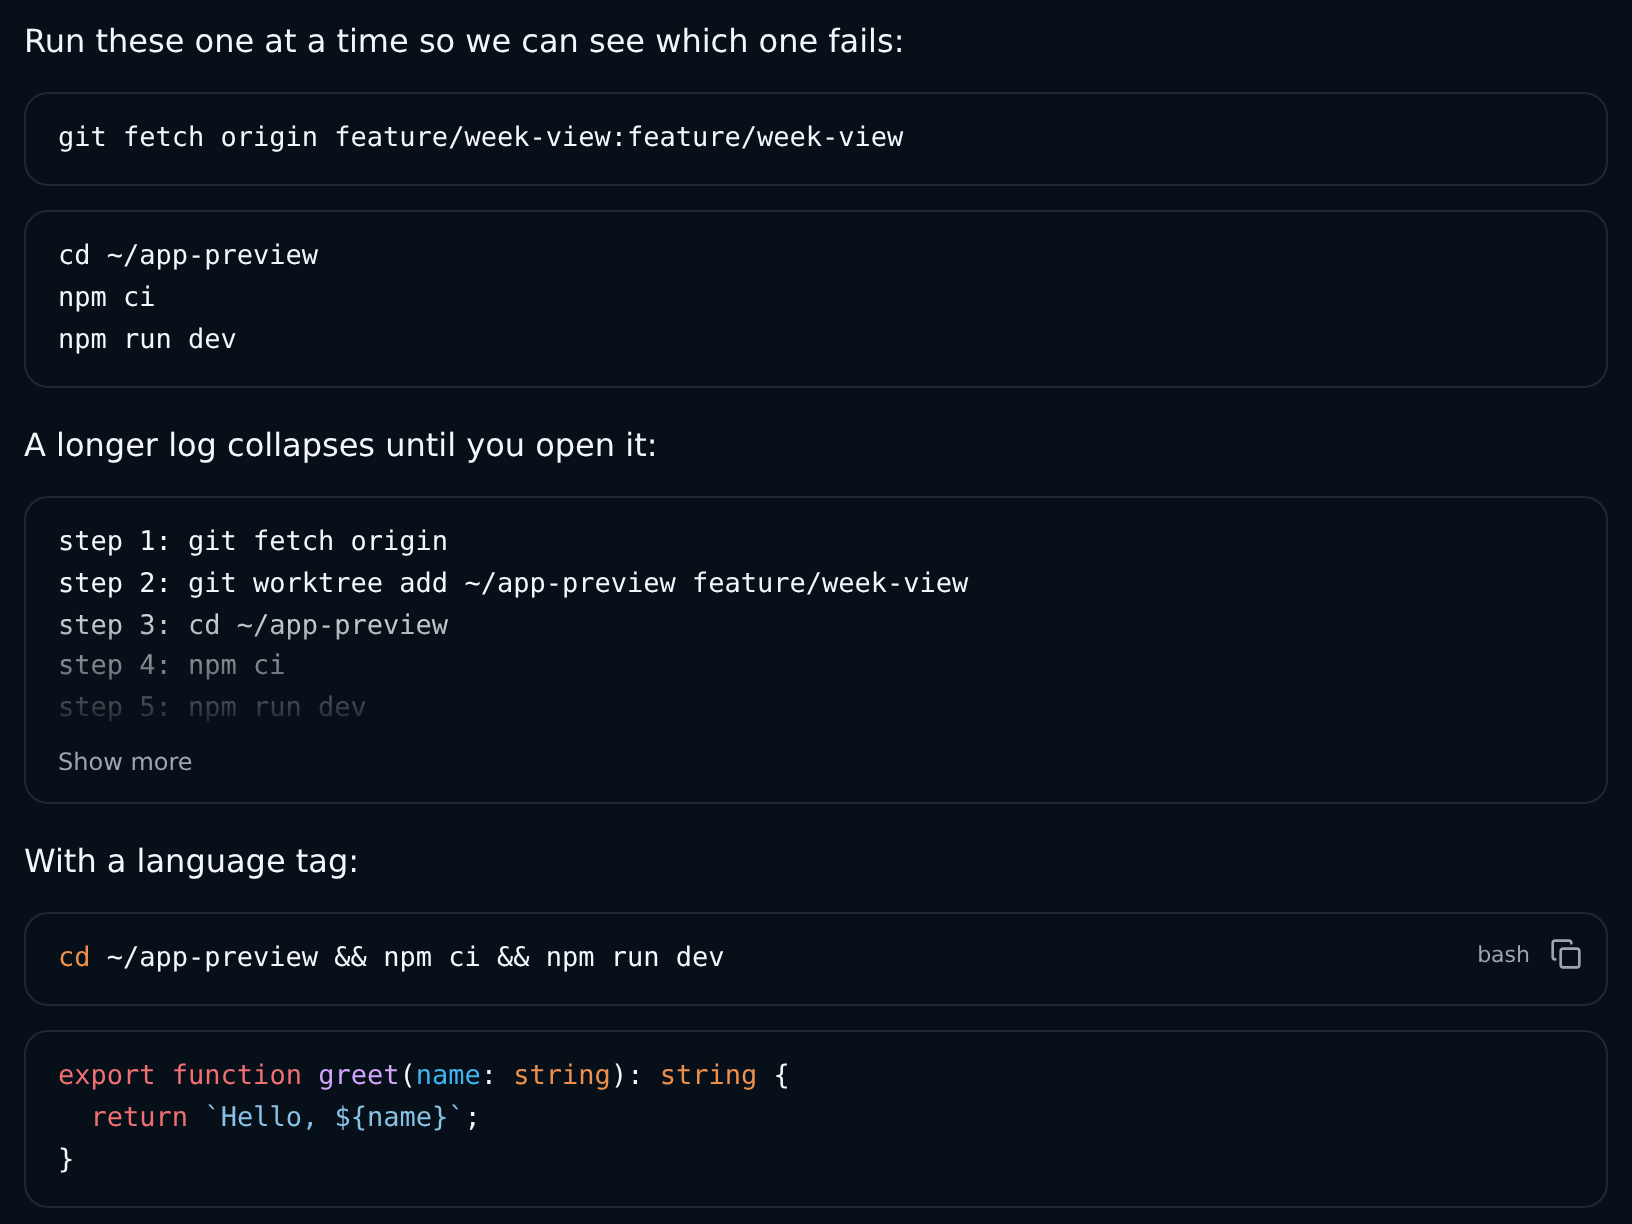 Run these one at a time so we can see which one fails:
git fetch origin feature/week-view:feature/week-view
cd ~/app-preview
npm ci
npm run dev
A longer log collapses until you open it:
step 1: git fetch origin
step 2: git worktree add ~/app-preview feature/week-view
step 3: cd ~/app-preview
step 4: npm ci
step 5: npm run dev
Show more
With a language tag:
cd ~/app-preview && npm ci && npm run dev bash
export function greet(name: string): string {
  return `Hello, ${name}`;
}